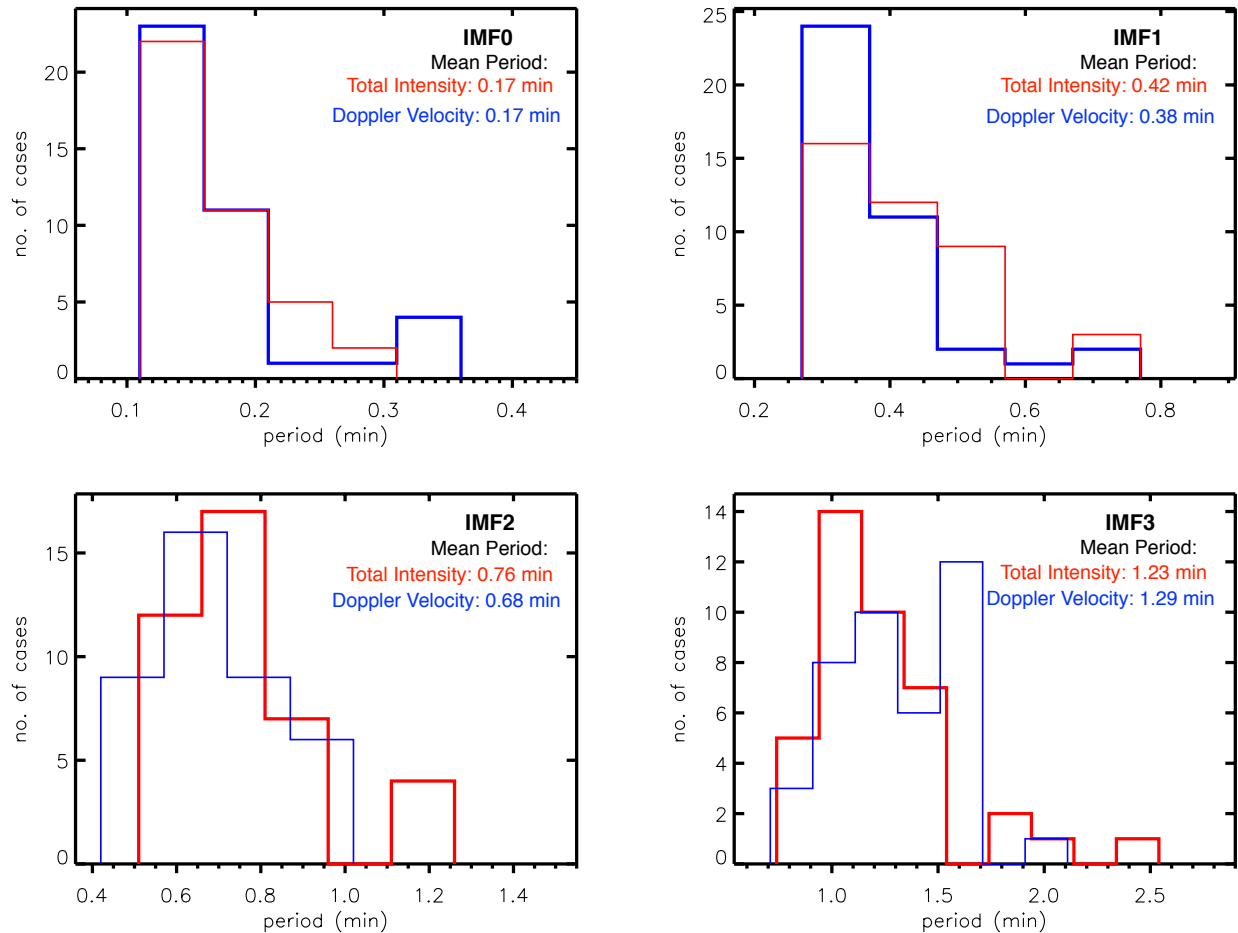 IMF0
Mean Period:
Total Intensity: 0.17 min
Doppler Velocity: 0.17 min
no. of cases
20
15
10
5
0
0.1 0.2 0.3 0.4
period (min)
IMF1
Mean Period:
Total Intensity: 0.42 min
Doppler Velocity: 0.38 min
no. of cases
25
20
15
10
5
0
0.2 0.4 0.6 0.8
period (min)
IMF2
Mean Period:
Total Intensity: 0.76 min
Doppler Velocity: 0.68 min
no. of cases
15
10
5
0
0.4 0.6 0.8 1.0 1.2 1.4
period (min)
IMF3
Mean Period:
Total Intensity: 1.23 min
Doppler Velocity: 1.29 min
no. of cases
14
12
10
8
6
4
2
0
1.0 1.5 2.0 2.5
period (min)